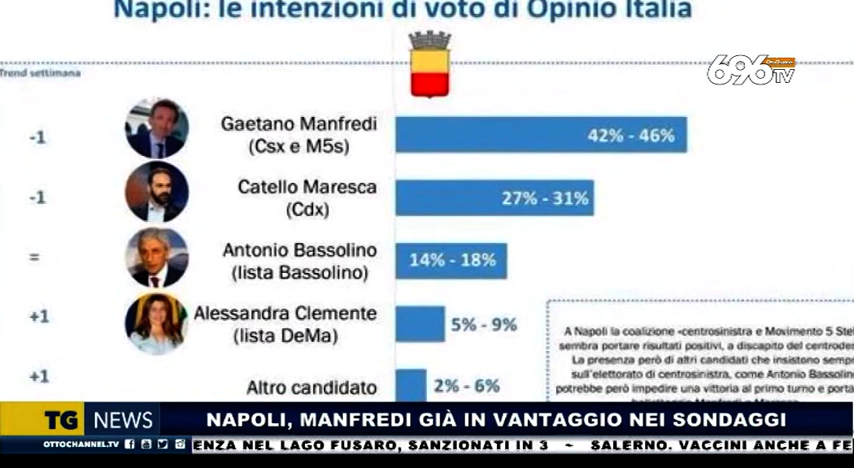 Napoli: le intenzioni di voto di Opinio Italia
Trend settimana
696 TV
-1
Gaetano Manfredi
(Csx e M5s)
42% - 46%
-1
Catello Maresca
(Cdx)
27% - 31%
=
Antonio Bassolino
(lista Bassolino)
14% - 18%
+1
Alessandra Clemente
(lista DeMa)
5% - 9%
+1
Altro candidato
2% - 6%
A Napoli la coalizione «centrosinistra e Movimento 5 Stel
sembra portare risultati positivi, a discapito del centrodes
La presenza però di altri candidati che insistono sempr
sull'elettorato di centrosinistra, come Antonio Bassolino
potrebbe però impedire una vittoria al primo turno e porta
TG NEWS
NAPOLI, MANFREDI GIÀ IN VANTAGGIO NEI SONDAGGI
OTTOCHANNEL.TV
ENZA NEL LAGO FUSARO, SANZIONATI IN 3 ~ SALERNO. VACCINI ANCHE A FE